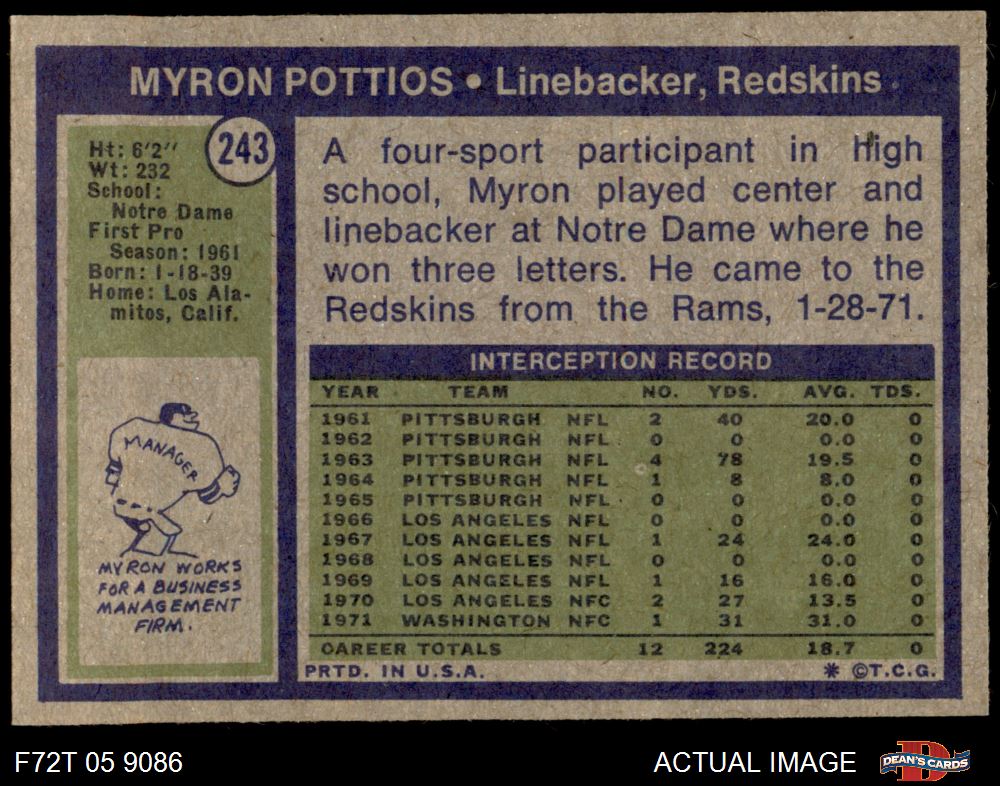 MYRON POTTIOS • Linebacker, Redskins
243
Ht: 6'2"
Wt: 232
School:
Notre Dame
First Pro
Season: 1961
Born: 1-18-39
Home: Los Ala-
mitos, Calif.
A four-sport participant in high
school, Myron played center and
linebacker at Notre Dame where he
won three letters. He came to the
Redskins from the Rams, 1-28-71.
MANAGER
MYRON WORKS
FOR A BUSINESS
MANAGEMENT
FIRM.
INTERCEPTION RECORD
YEAR TEAM NO. YDS. AVG. TDS.
1961 PITTSBURGH NFL 2 40 20.0 0
1962 PITTSBURGH NFL 0 0 0.0 0
1963 PITTSBURGH NFL 4 78 19.5 0
1964 PITTSBURGH NFL 1 8 8.0 0
1965 PITTSBURGH NFL 0 0 0.0 0
1966 LOS ANGELES NFL 0 0 0.0 0
1967 LOS ANGELES NFL 1 24 24.0 0
1968 LOS ANGELES NFL 0 0 0.0 0
1969 LOS ANGELES NFL 1 16 16.0 0
1970 LOS ANGELES NFC 2 27 13.5 0
1971 WASHINGTON NFC 1 31 31.0 0
CAREER TOTALS 12 224 18.7 0
PRTD. IN U.S.A. * ©T.C.G.
F72T 05 9086 ACTUAL IMAGE D DEAN'S CARDS